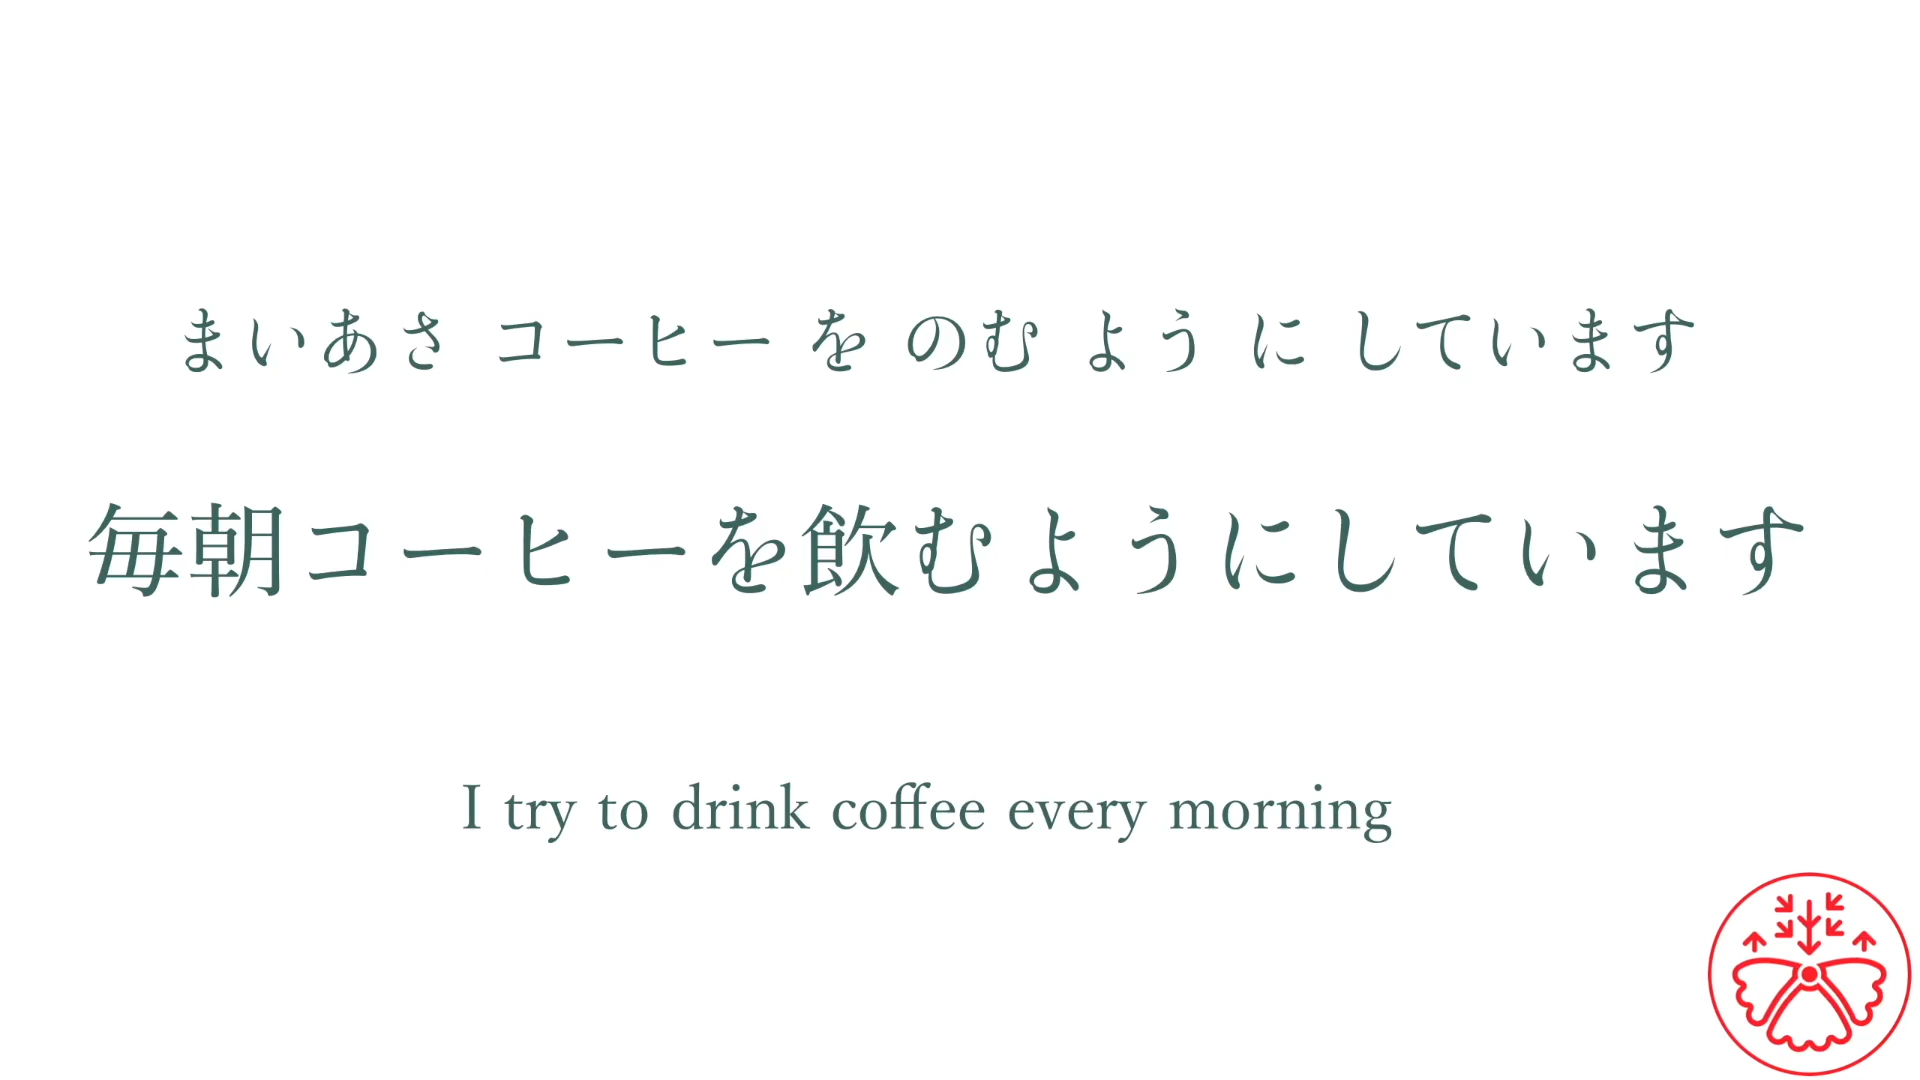 まいあさ コーヒー を のむ よう に しています
毎朝コーヒーを飲むようにしています
I try to drink coffee every morning